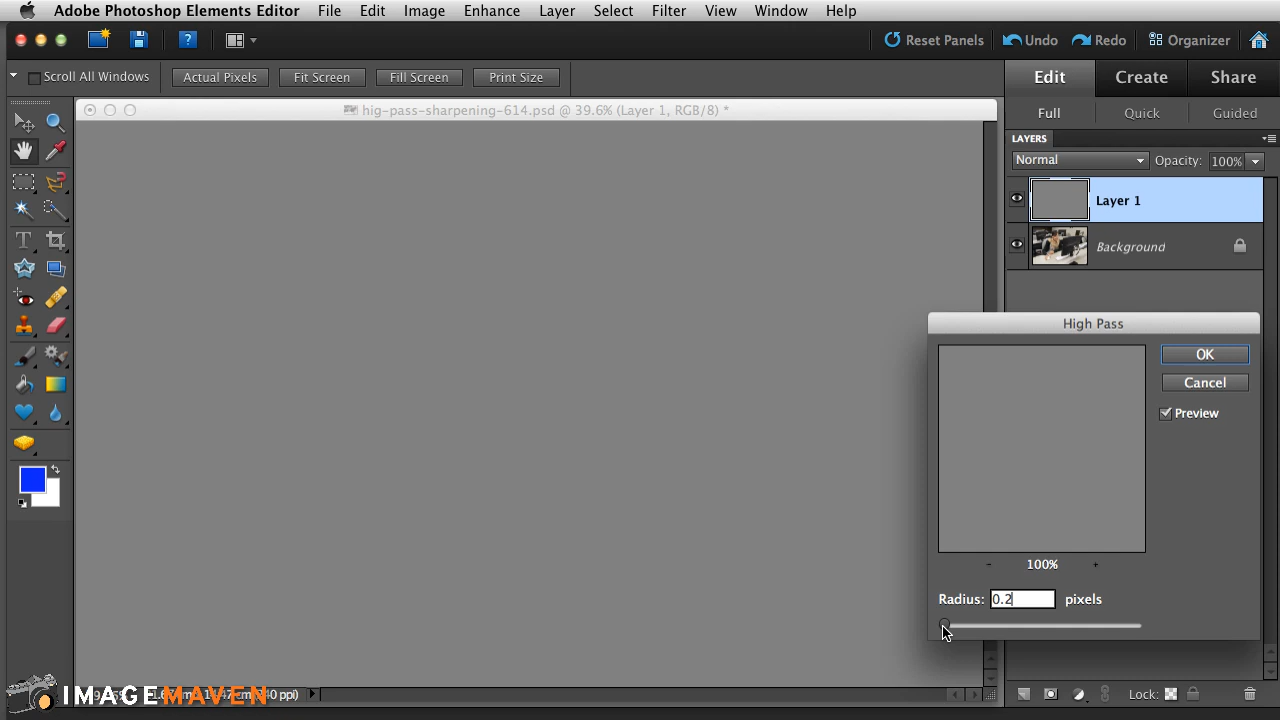 Adobe Photoshop Elements Editor File Edit Image Enhance Layer Select Filter View Window Help
? Reset Panels Undo Redo Organizer
Scroll All Windows Actual Pixels Fit Screen Fill Screen Print Size
Edit Create Share
hig-pass-sharpening-614.psd @ 39.6% (Layer 1, RGB/8) *
Full Quick Guided
LAYERS
Normal Opacity: 100%
Layer 1
Background
T
High Pass
OK
Cancel
Preview
- 100% +
Radius: 0.2 pixels
IMAGEMAVEN ppi)
Lock: